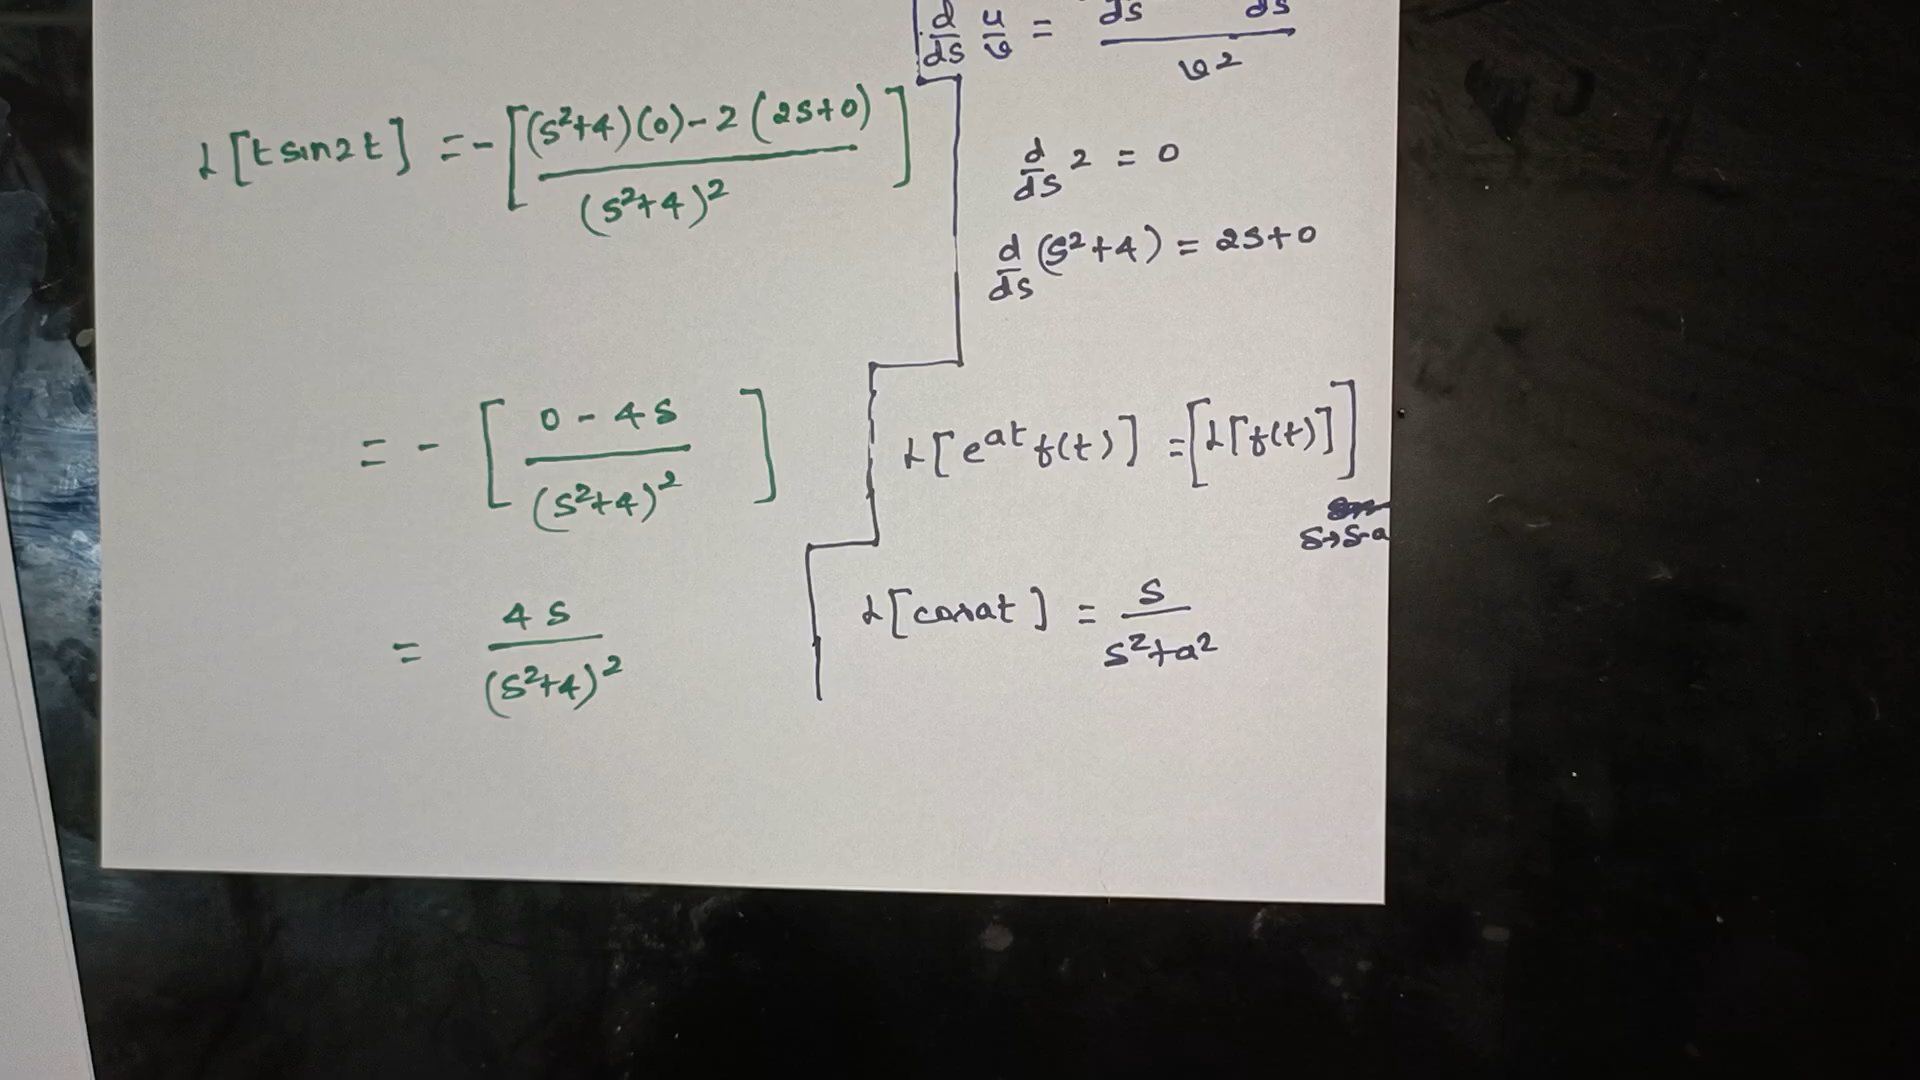 d/ds u/v = ds ds / v²
L[t sin2t] = - [(s²+4)(0) - 2(2s+0) / (s²+4)²]
d/ds 2 = 0
d/ds (s²+4) = 2s+0
= - [0 - 4s / (s²+4)²]
L[e^at f(t)] = [L[f(t)]] s→s-a
= 4s / (s²+4)²
L[cosat] = s / s²+a²